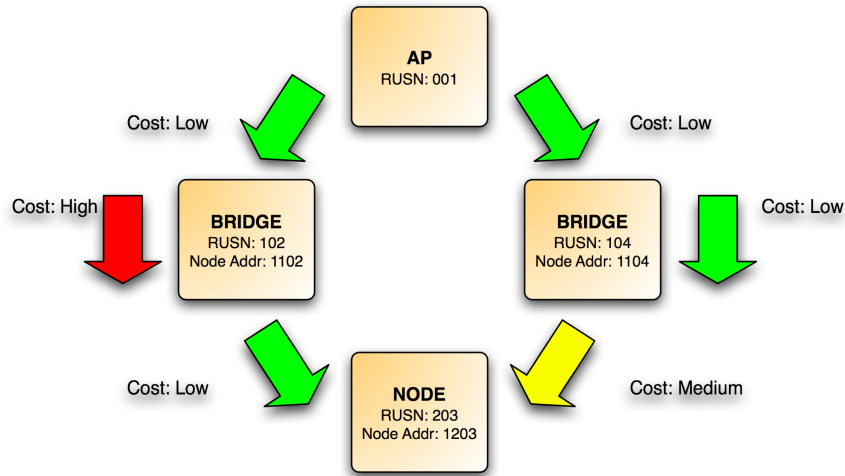 AP
RUSN: 001
Cost: Low
Cost: Low
Cost: High
BRIDGE
RUSN: 102
Node Addr: 1102
BRIDGE
RUSN: 104
Node Addr: 1104
Cost: Low
Cost: Low
NODE
RUSN: 203
Node Addr: 1203
Cost: Medium